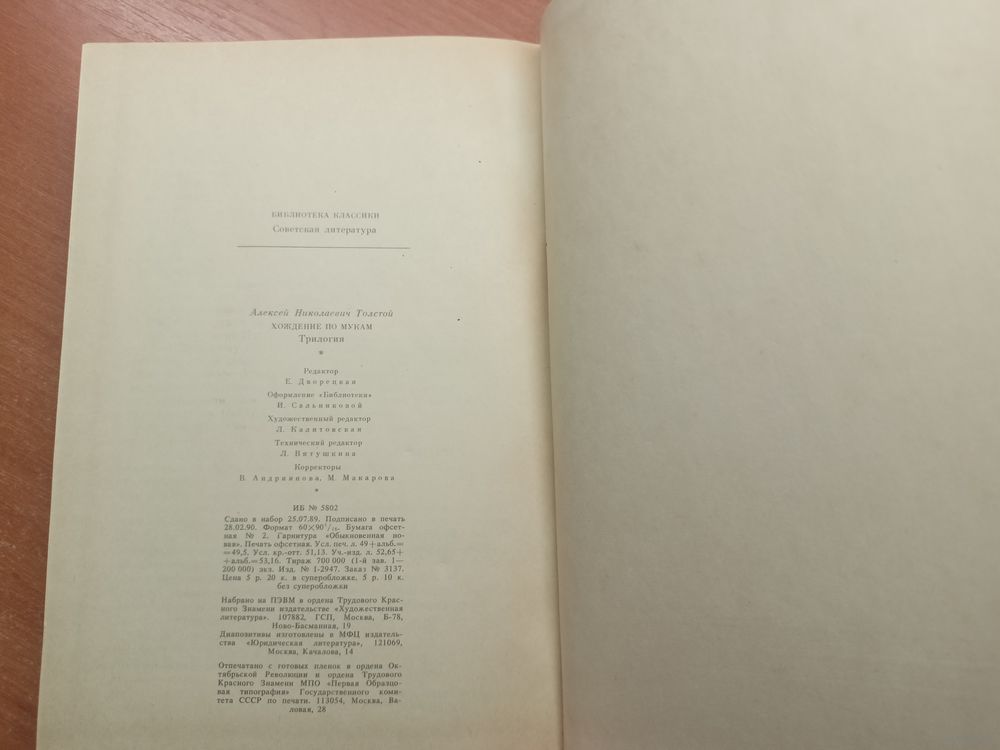 БИБЛИОТЕКА КЛАССИКИ
Советская литература
Алексей Николаевич Толстой
ХОЖДЕНИЕ ПО МУКАМ
Трилогия
*
Редактор
Е. Дворецкая
Оформление «Библиотеки»
И. Сальниковой
Художественный редактор
Л. Калитовская
Технический редактор
Л. Вятушкина
Корректоры
В. Андриянова, М. Макарова
*
ИБ № 5802
Сдано в набор 25.07.89. Подписано в печать
28.02.90. Формат 60×90¹/₁₆. Бумага офсет-
ная № 2. Гарнитура «Обыкновенная но-
вая». Печать офсетная. Усл. печ. л. 49+альб.=
=49,5. Усл. кр.-отт. 51,13. Уч.-изд. л. 52,65+
+альб.=53,16. Тираж 700 000 (1-й зав. 1—
200 000) экз. Изд. № 1-2947. Заказ № 3137.
Цена 5 р. 20 к. в суперобложке. 5 р. 10 к.
без суперобложки
Набрано на ПЭВМ в ордена Трудового Крас-
ного Знамени издательстве «Художественная
литература». 107882, ГСП, Москва, Б-78,
Ново-Басманная, 19
Диапозитивы изготовлены в МФЦ издатель-
ства «Юридическая литература», 121069,
Москва, Качалова, 14
Отпечатано с готовых пленок в ордена Ок-
тябрьской Революции и ордена Трудового
Красного Знамени МПО «Первая Образцо-
вая типография» Государственного коми-
тета СССР по печати. 113054, Москва, Ва-
ловая, 28